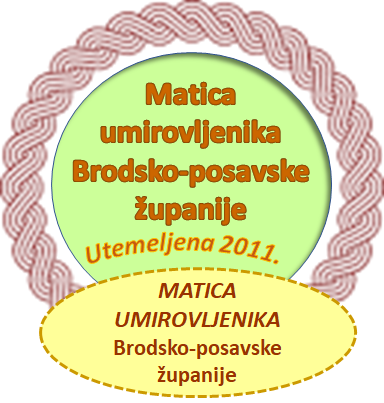 Matica
umirovljenika
Brodsko-posavske
županije
Utemeljena 2011.
MATICA
UMIROVLJENIKA
Brodsko-posavske
županije